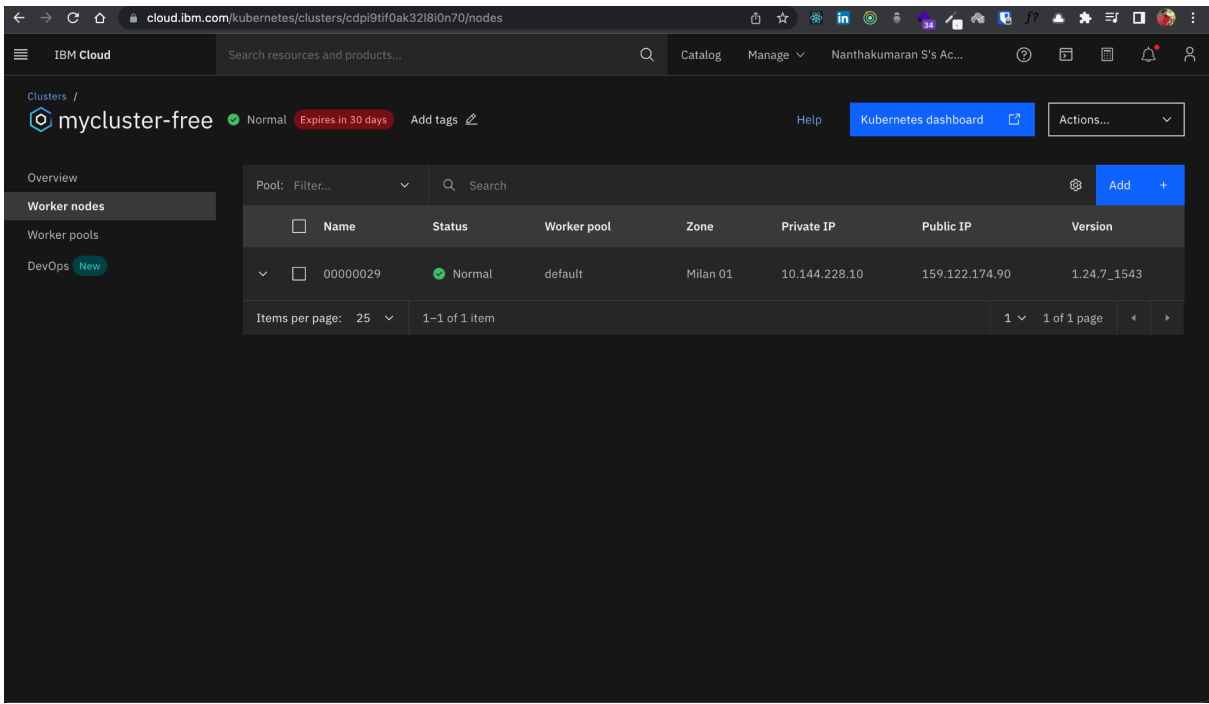 cloud.ibm.com/kubernetes/clusters/cdpi9tif0ak32l8i0n70/nodes
in
34
f?
IBM Cloud
Search resources and products...
Catalog
Manage
Nanthakumaran S's Ac...
Clusters /
mycluster-free
Normal
Expires in 30 days
Add tags
Help
Kubernetes dashboard
Actions...
Overview
Worker nodes
Worker pools
DevOps New
Pool: Filter...
Search
Add +
Name Status Worker pool Zone Private IP Public IP Version
00000029 Normal default Milan 01 10.144.228.10 159.122.174.90 1.24.7_1543
Items per page: 25 1–1 of 1 item 1 1 of 1 page